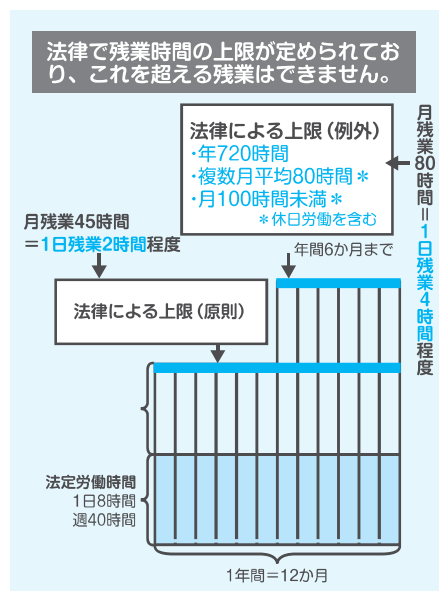 法律で残業時間の上限が定められてお
り、これを超える残業はできません。
法律による上限（例外）
・年720時間
・複数月平均80時間＊
・月100時間未満＊
＊休日労働を含む
月残業80時間＝1日残業4時間程度
月残業45時間
＝1日残業2時間程度
年間6か月まで
法律による上限（原則）
法定労働時間
1日8時間
週40時間
1年間＝12か月